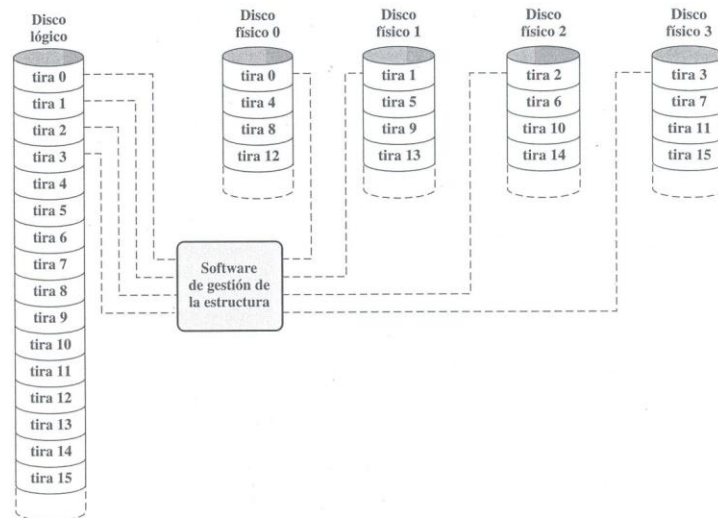 Disco
lógico
tira 0
tira 1
tira 2
tira 3
tira 4
tira 5
tira 6
tira 7
tira 8
tira 9
tira 10
tira 11
tira 12
tira 13
tira 14
tira 15
Disco
físico 0
tira 0
tira 4
tira 8
tira 12
Disco
físico 1
tira 1
tira 5
tira 9
tira 13
Disco
físico 2
tira 2
tira 6
tira 10
tira 14
Disco
físico 3
tira 3
tira 7
tira 11
tira 15
Software
de gestión de
la estructura